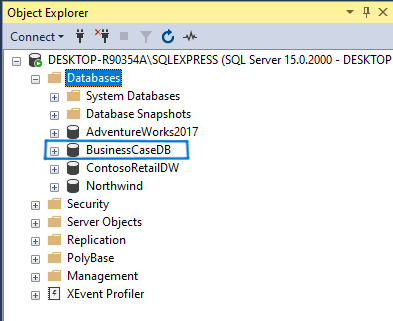 Object Explorer
Connect
DESKTOP-R90354A\SQLEXPRESS (SQL Server 15.0.2000 - DESKTOP
Databases
System Databases
Database Snapshots
AdventureWorks2017
BusinessCaseDB
ContosoRetailDW
Northwind
Security
Server Objects
Replication
PolyBase
Management
XEvent Profiler